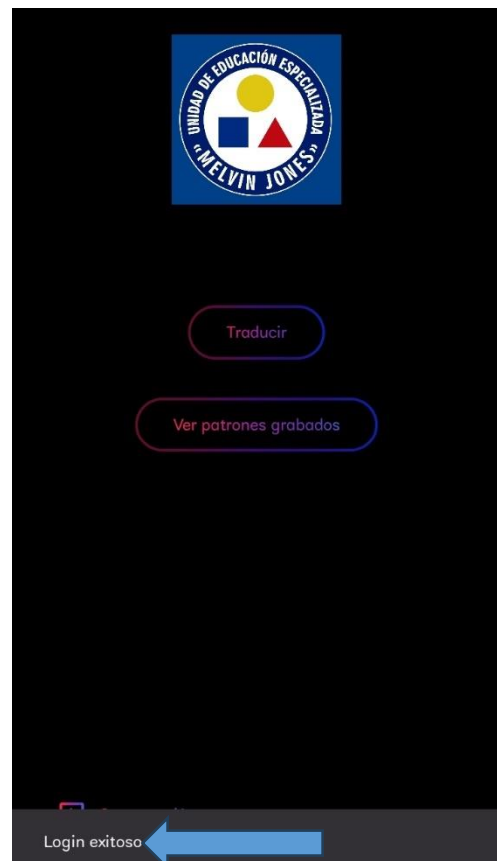 UNIDAD DE EDUCACIÓN ESPECIALIZADA
«MELVIN JONES»
Traducir
Ver patrones grabados
Login exitoso